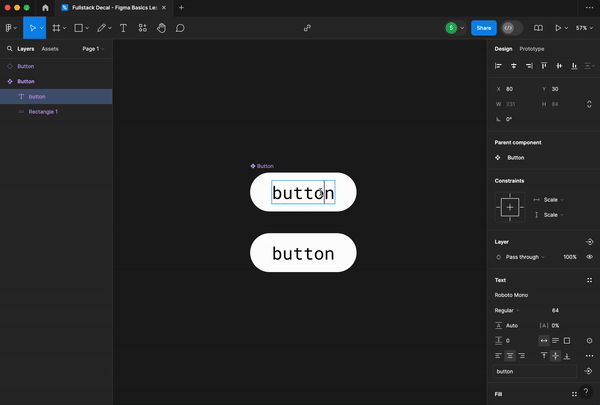 Fullstack Decal - Figma Basics Les
S
Share
57%
Layers
Assets
Page 1
Design
Prototype
Button
Button
button
Rectangle 1
X
80
Y
30
W
231
H
84
0°
Parent component
Button
Constraints
Scale
Scale
Layer
Pass through
100%
Text
Roboto Mono
Regular
64
Auto
0%
0
button
Fill
?
Button
button
button